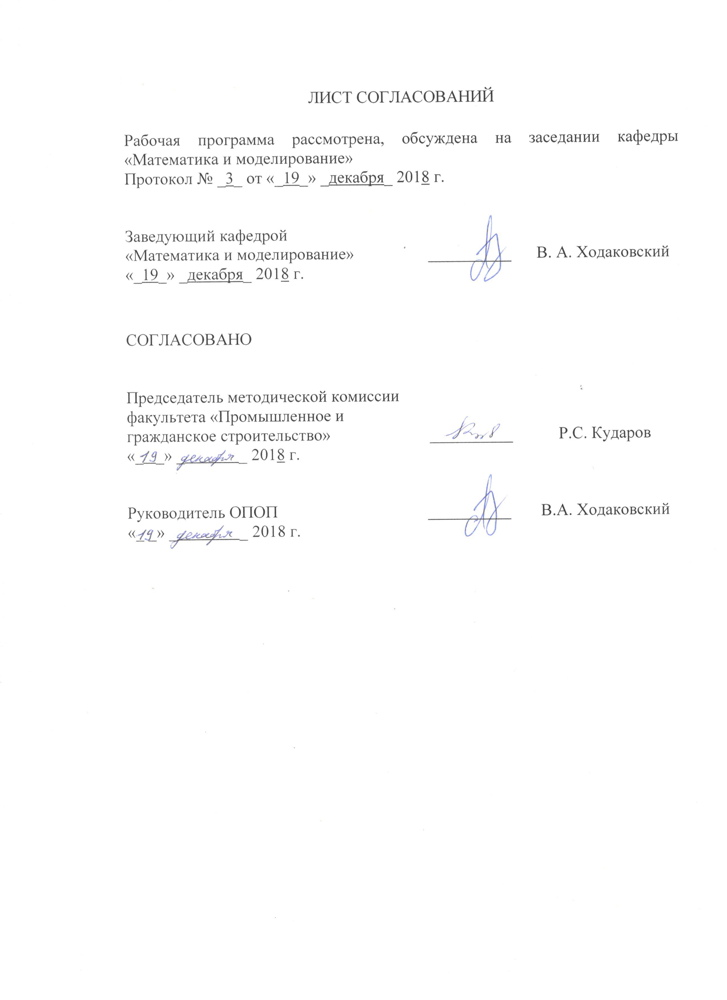 ЛИСТ СОГЛАСОВАНИЙ
Рабочая программа рассмотрена, обсуждена на заседании кафедры
«Математика и моделирование»
Протокол № _3_ от «_19_» _декабря_ 2018 г.
Заведующий кафедрой
«Математика и моделирование» __________ В. А. Ходаковский
«_19_» _декабря_ 2018 г.
СОГЛАСОВАНО
Председатель методической комиссии
факультета «Промышленное и
гражданское строительство» __________ Р.С. Кударов
«_19_» декабря_ 2018 г.
Руководитель ОПОП __________ В.А. Ходаковский
«_19_» декабря_ 2018 г.